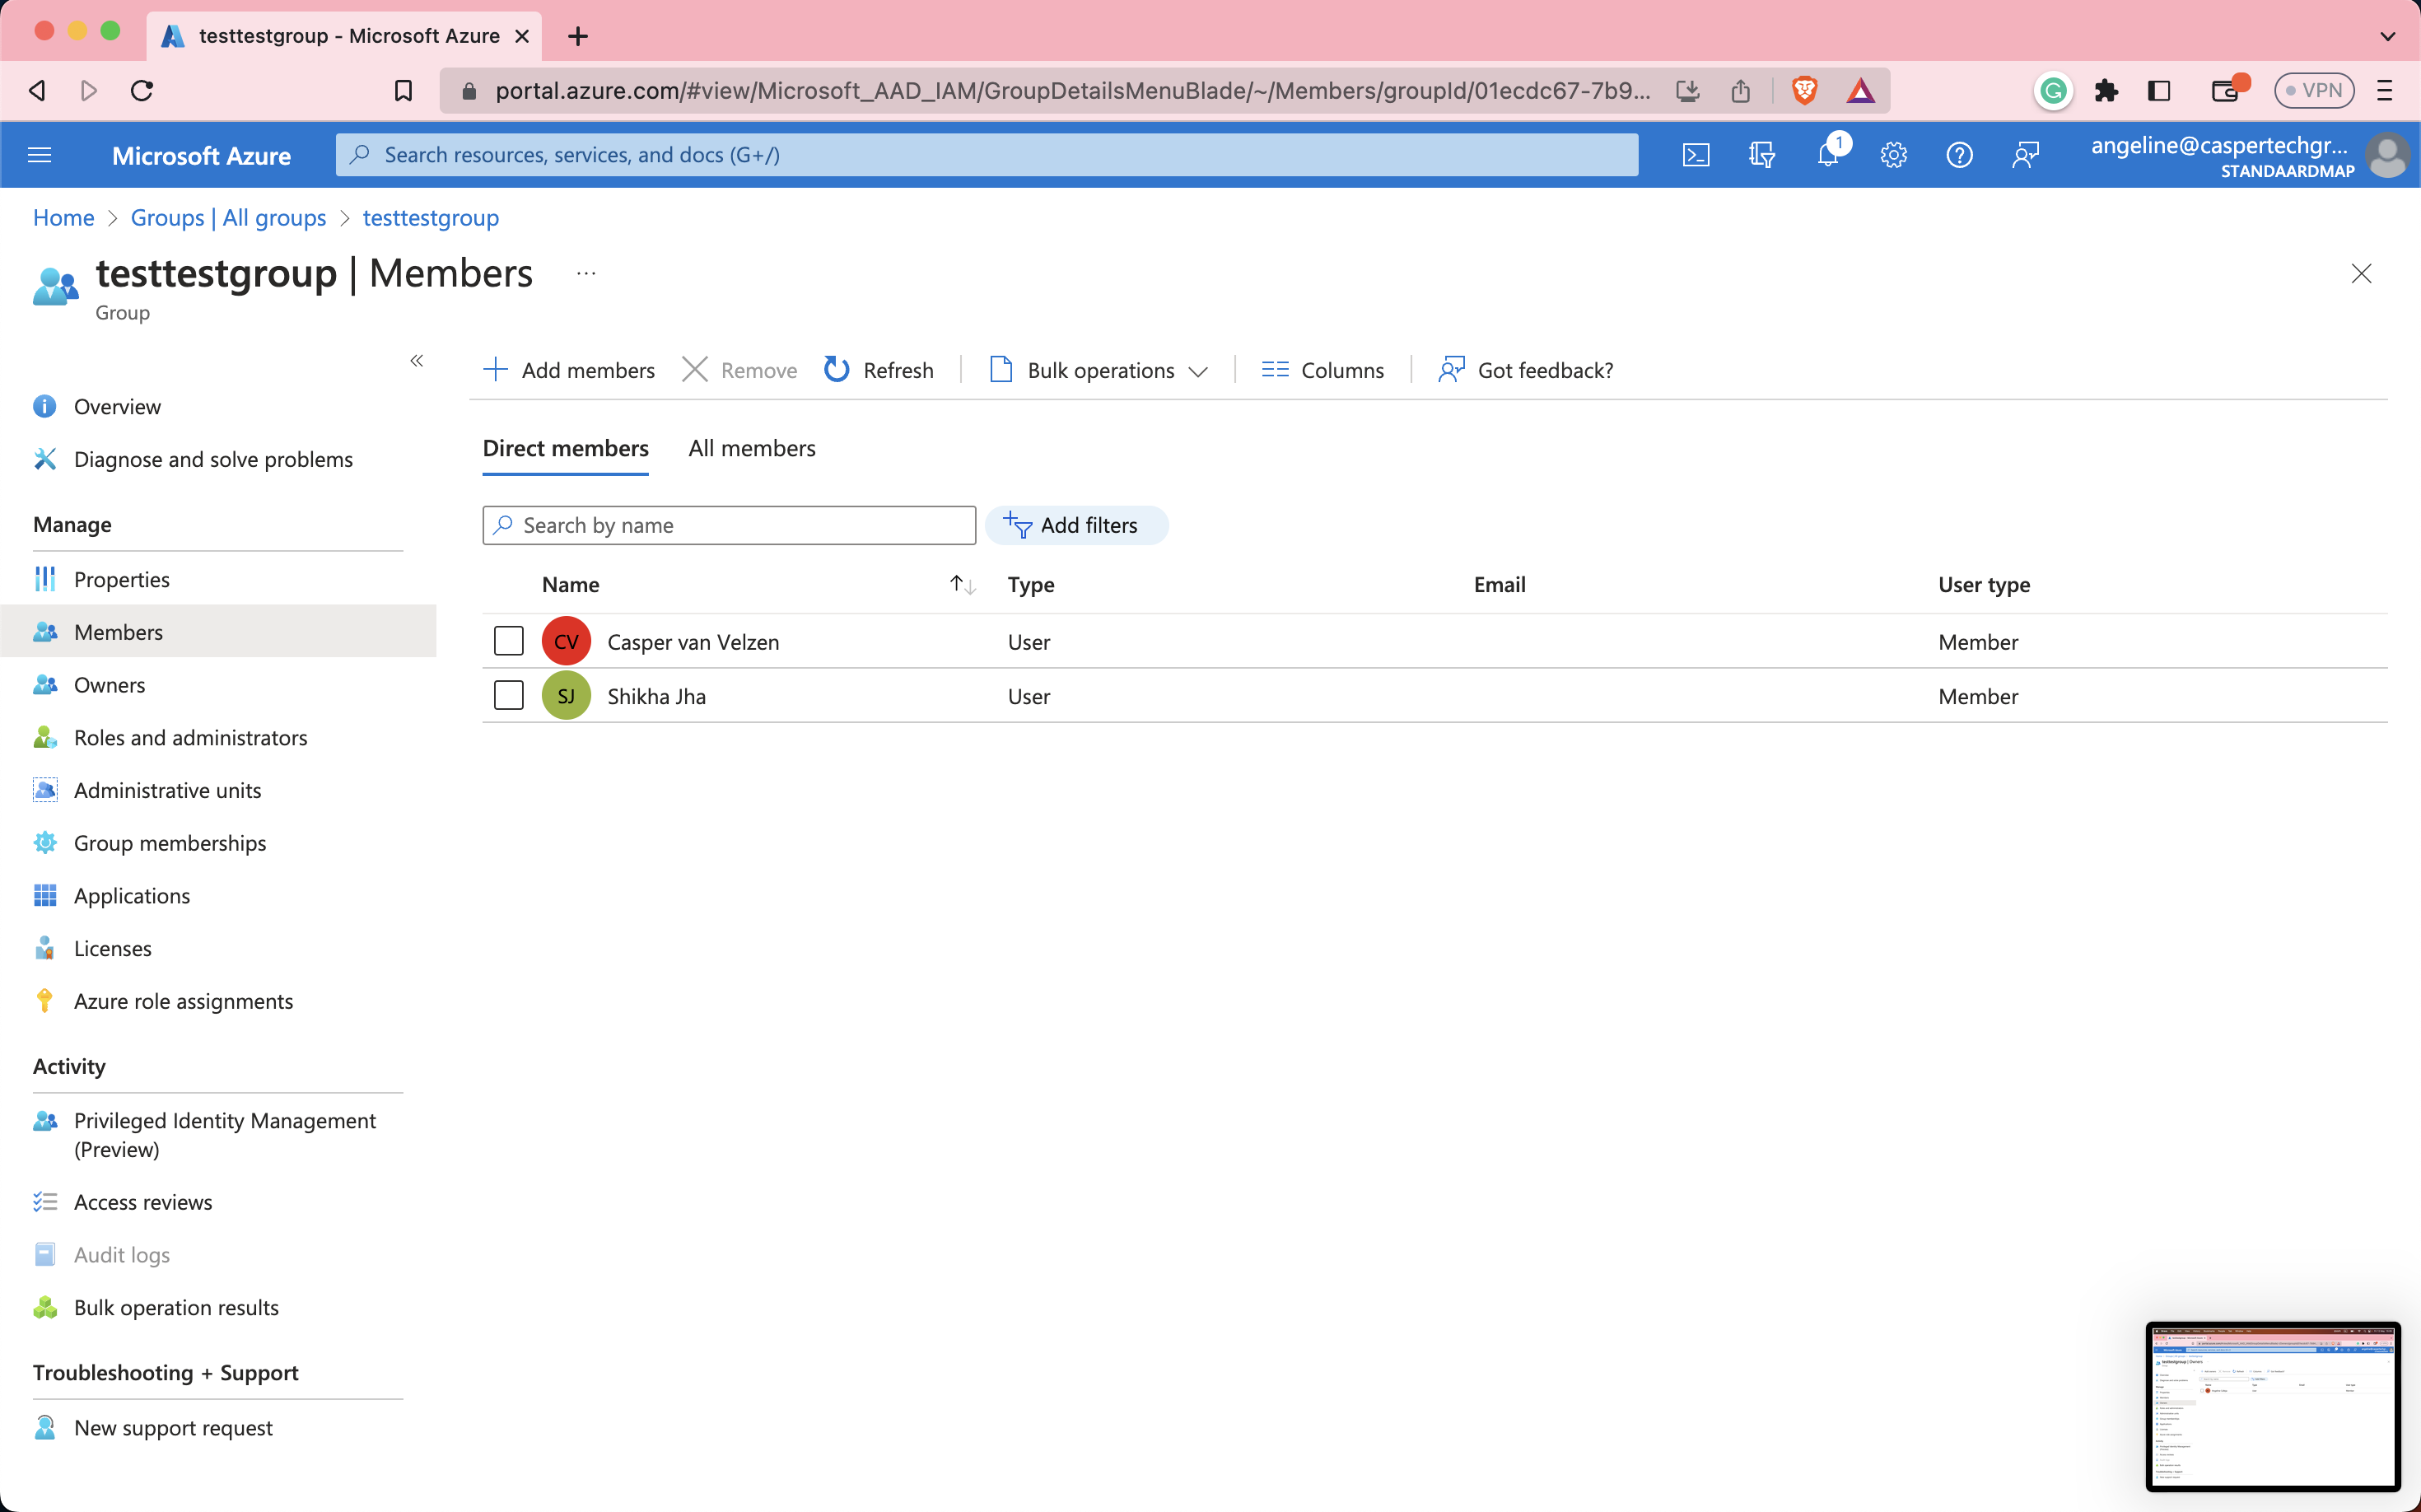 testtestgroup - Microsoft Azure
portal.azure.com/#view/Microsoft_AAD_IAM/GroupDetailsMenuBlade/~/Members/groupId/01ecdc67-7b9...
VPN
Microsoft Azure
Search resources, services, and docs (G+/)
1
angeline@caspertechgr...
STANDAARDMAP
Home > Groups | All groups > testtestgroup
testtestgroup | Members ...
Group
Add members
Remove
Refresh
Bulk operations
Columns
Got feedback?
Overview
Diagnose and solve problems
Manage
Properties
Members
Owners
Roles and administrators
Administrative units
Group memberships
Applications
Licenses
Azure role assignments
Activity
Privileged Identity Management
(Preview)
Access reviews
Audit logs
Bulk operation results
Troubleshooting + Support
New support request
Direct members
All members
Search by name
Add filters
Name Type Email User type
CV Casper van Velzen User Member
SJ Shikha Jha User Member